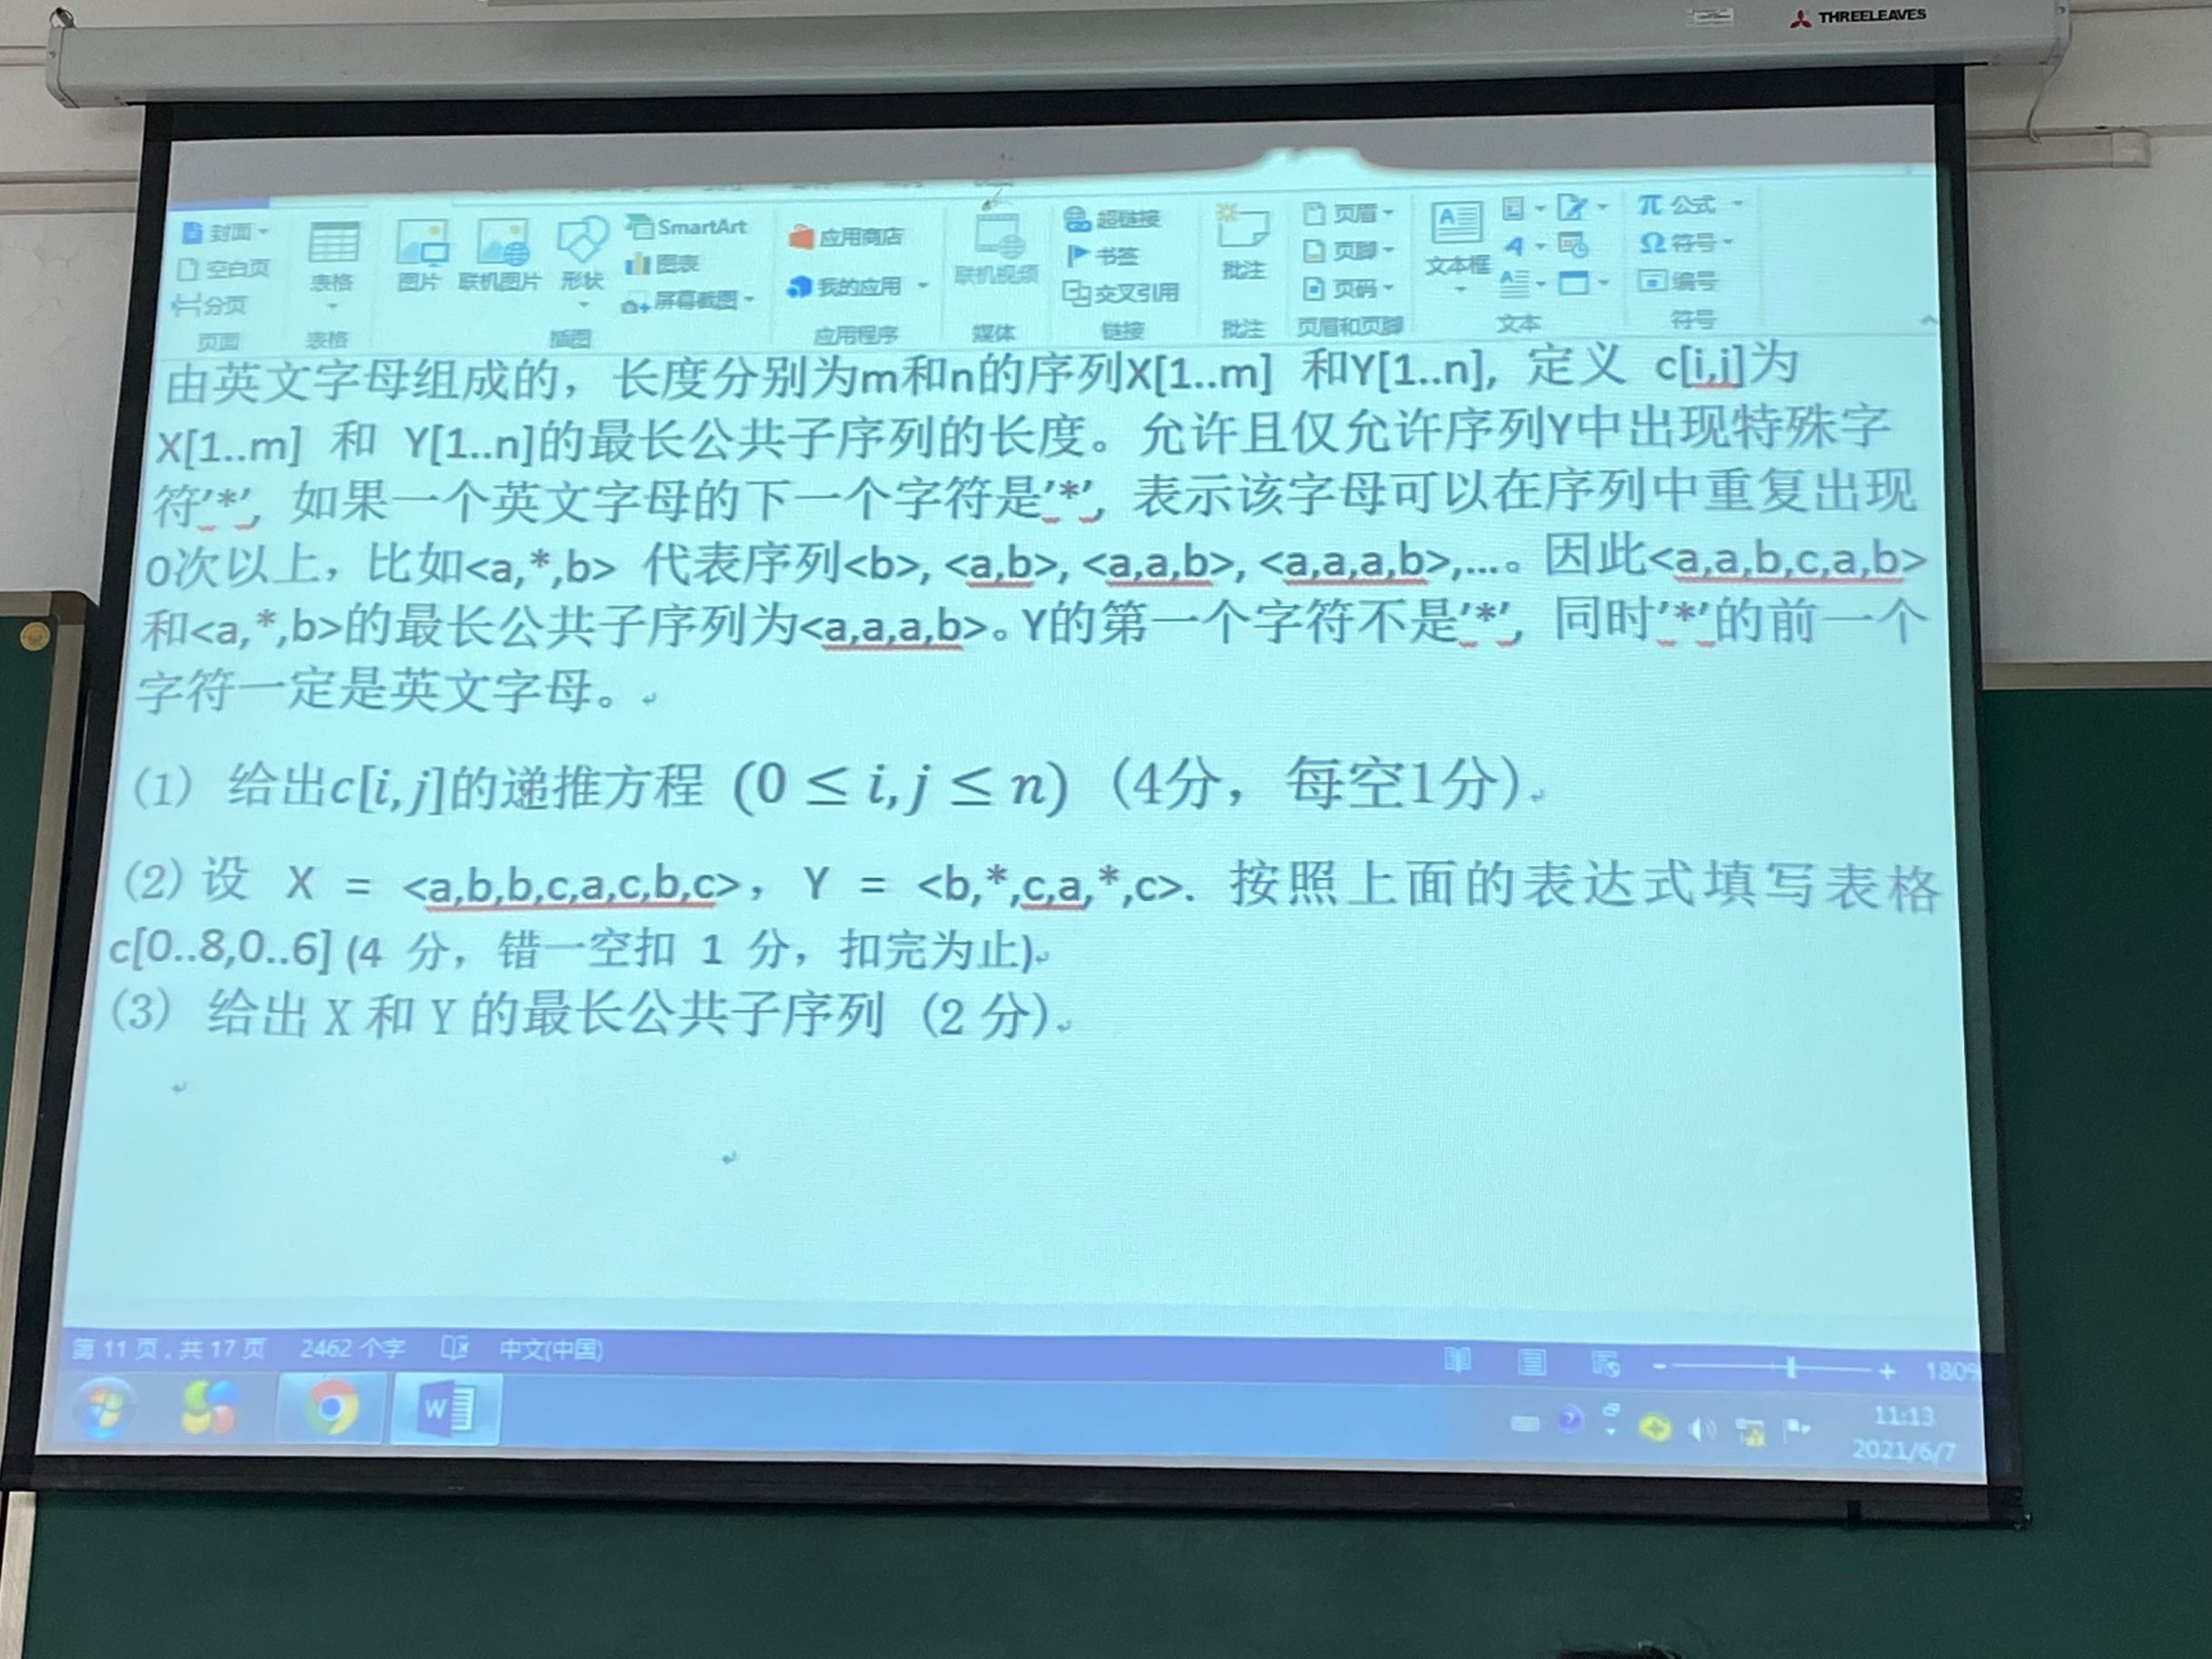 THREELEAVES
封面
空白页
分页
页面
表格
表格
图片
联机图片
形状
SmartArt
图表
屏幕截图
插图
应用商店
我的应用
应用程序
联机视频
媒体
超链接
书签
交叉引用
链接
批注
批注
页眉
页脚
页码
页眉和页脚
文本框
文本
π 公式
Ω 符号
编号
符号
由英文字母组成的，长度分别为m和n的序列X[1..m] 和Y[1..n], 定义 c[i,j]为
X[1..m] 和 Y[1..n]的最长公共子序列的长度。允许且仅允许序列Y中出现特殊字
符'*', 如果一个英文字母的下一个字符是'*', 表示该字母可以在序列中重复出现
0次以上，比如<a,*,b> 代表序列<b>, <a,b>, <a,a,b>, <a,a,a,b>,...。因此<a,a,b,c,a,b>
和<a,*,b>的最长公共子序列为<a,a,a,b>。Y的第一个字符不是'*', 同时'*'的前一个
字符一定是英文字母。
(1) 给出c[i,j]的递推方程 (0 ≤ i,j ≤ n)（4分，每空1分）
(2) 设 X = <a,b,b,c,a,c,b,c>, Y = <b,*,c,a,*,c>. 按照上面的表达式填写表格
c[0..8,0..6] (4 分，错一空扣 1 分，扣完为止)
(3) 给出 X 和 Y 的最长公共子序列（2 分）
第 11 页，共 17 页 2462 个字 中文(中国) 180%
11:13
2021/6/7